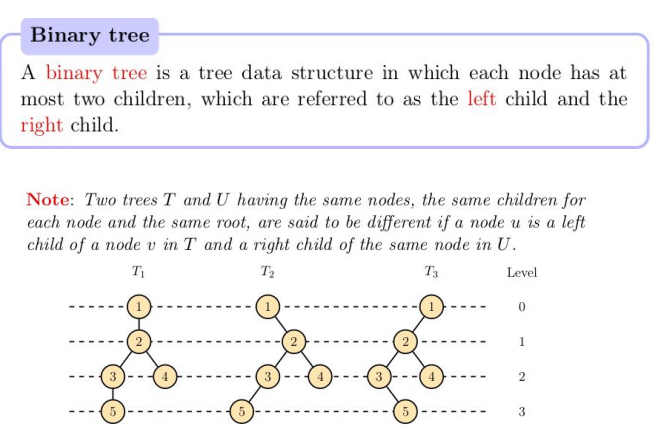 Binary tree
A binary tree is a tree data structure in which each node has at
most two children, which are referred to as the left child and the
right child.
Note: Two trees T and U having the same nodes, the same children for
each node and the same root, are said to be different if a node u is a left
child of a node v in T and a right child of the same node in U.
T₁ T₂ T₃ Level
1 1 1 0
2 2 2 1
3 4 3 4 3 4 2
5 5 5 3